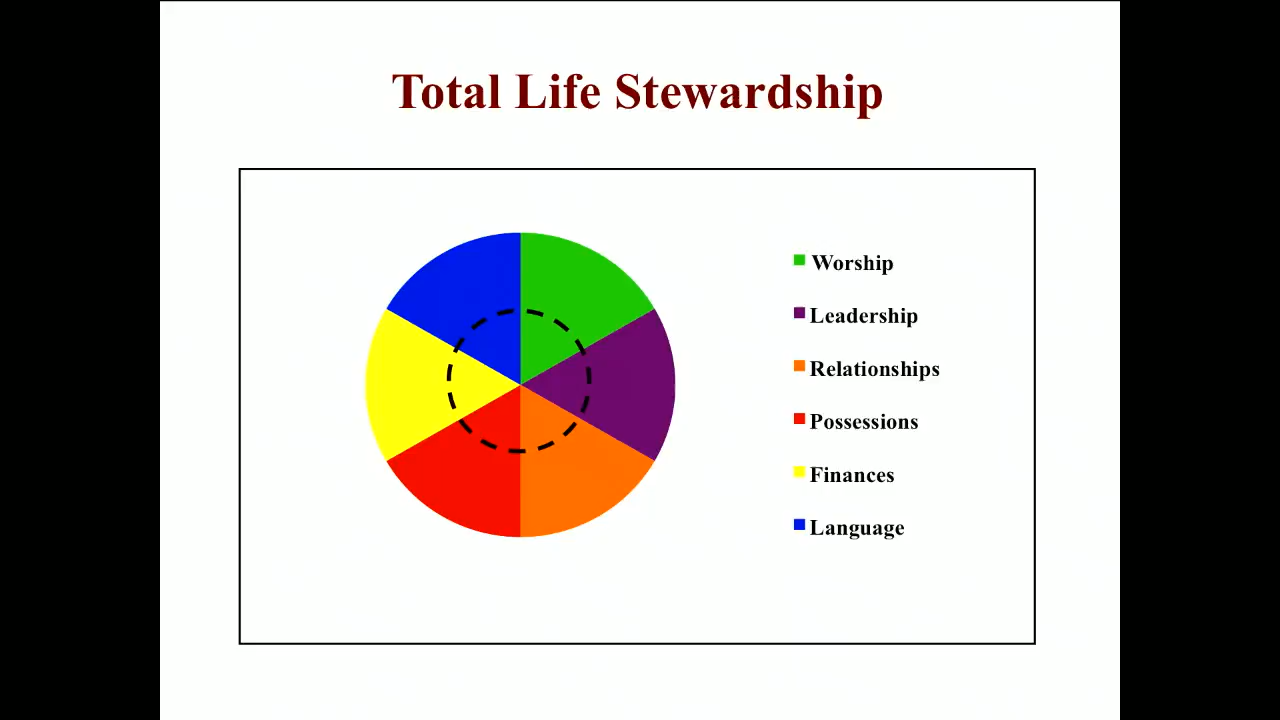 Total Life Stewardship
Worship
Leadership
Relationships
Possessions
Finances
Language